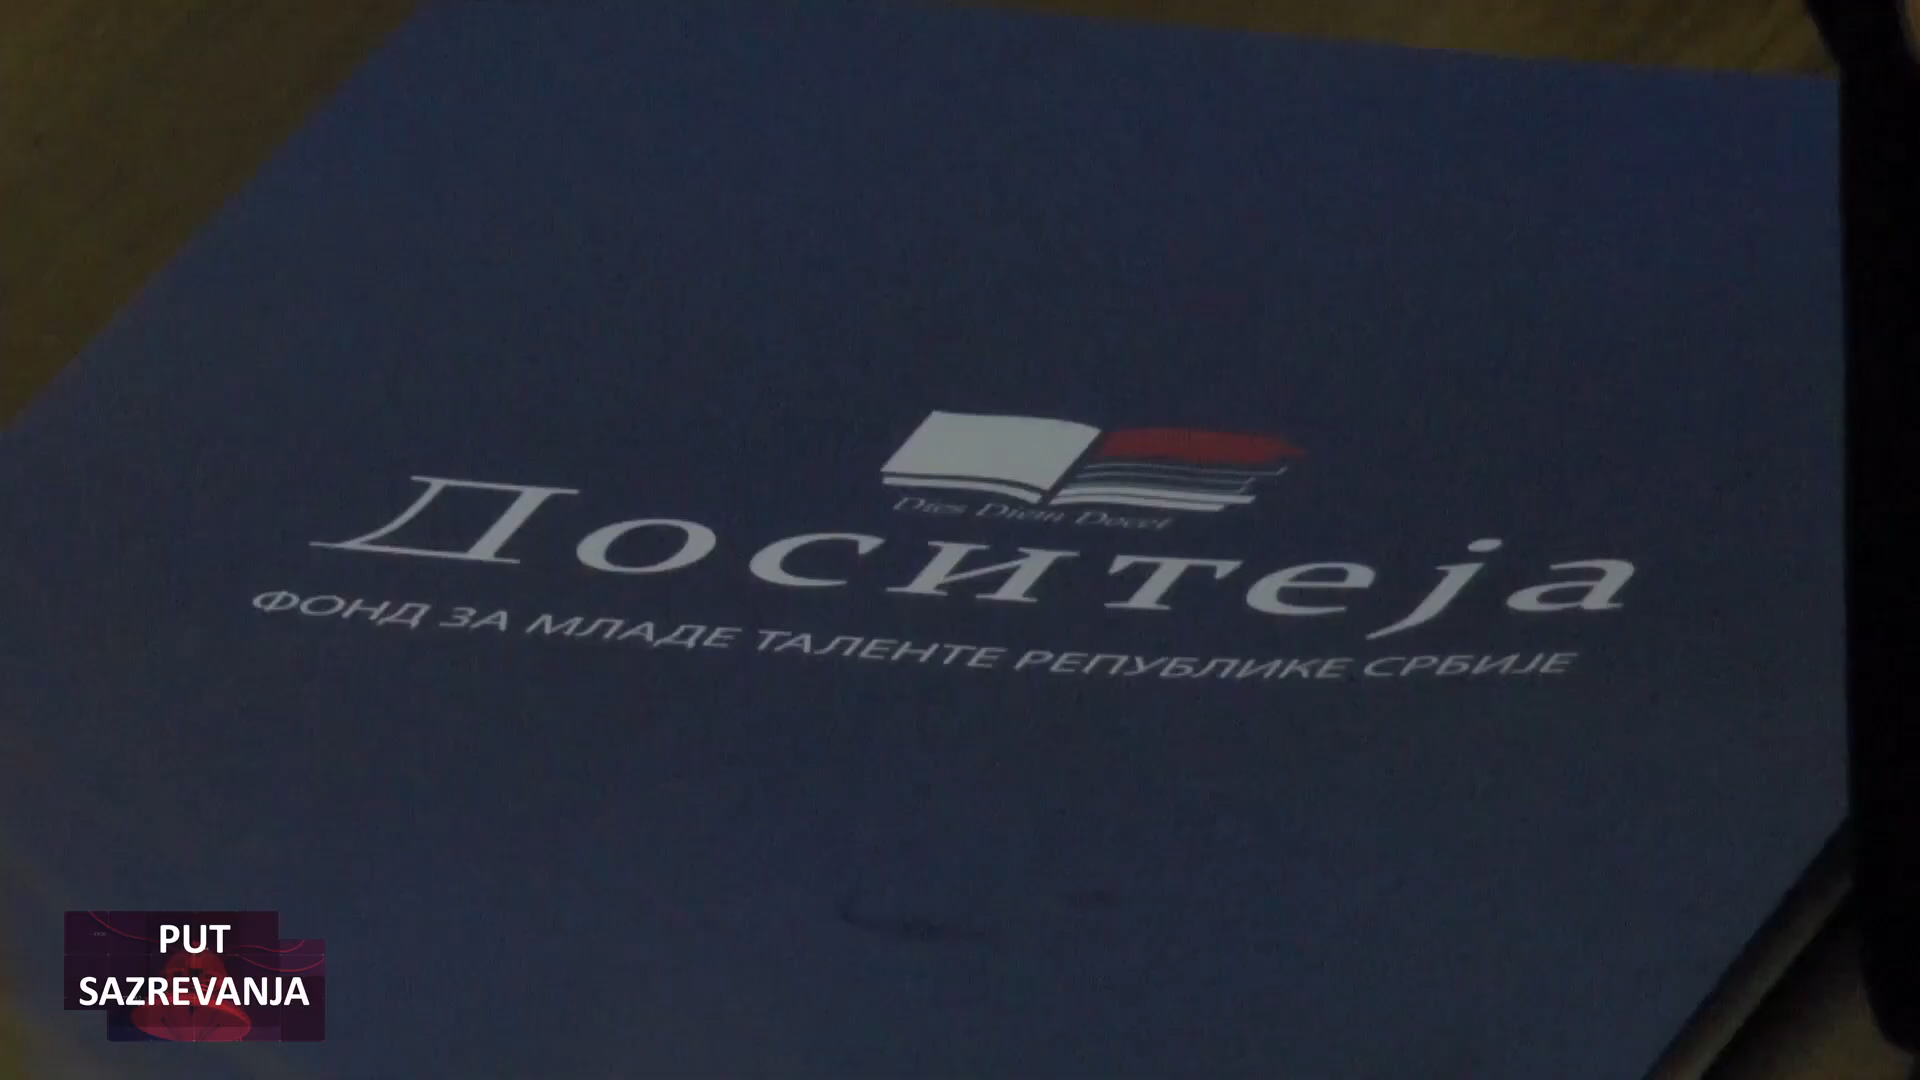 Dies Diem Docet
Доситеја
ФОНД ЗА МЛАДЕ ТАЛЕНТЕ РЕПУБЛИКЕ СРБИЈЕ
PUT
SAZREVANJA